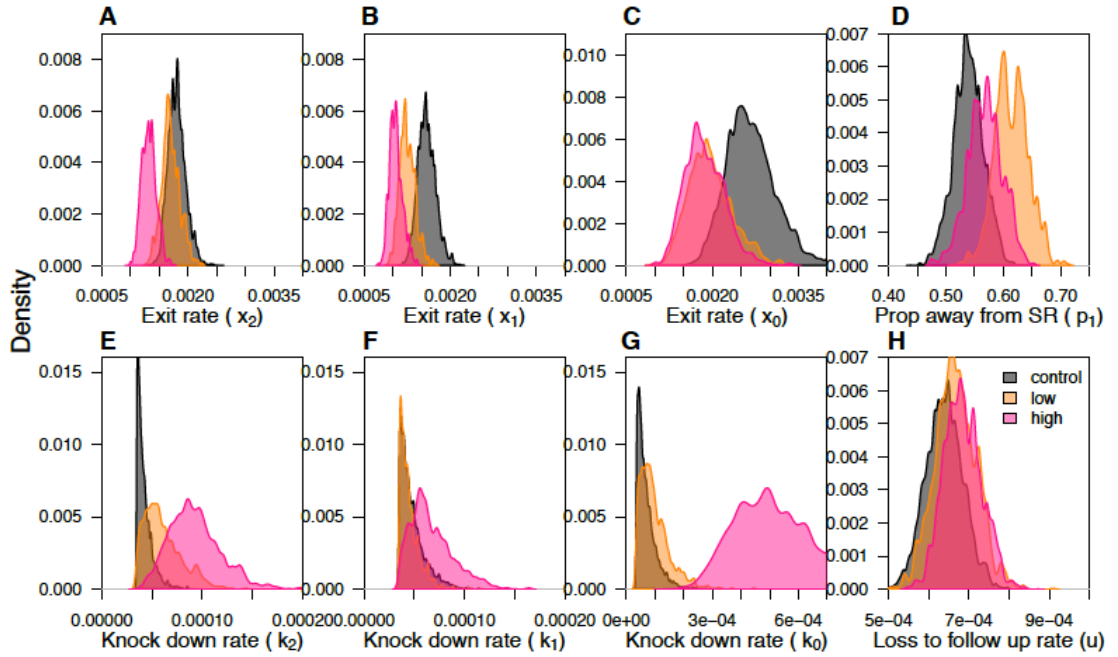 A
B
C
D
0.008
0.006
0.004
0.002
0.000
0.008
0.006
0.004
0.002
0.000
0.010
0.008
0.006
0.004
0.002
0.000
0.007
0.006
0.005
0.004
0.003
0.002
0.001
0.000
0.0005 0.0020 0.0035
0.0005 0.0020 0.0035
0.0005 0.0020 0.0035
0.40 0.50 0.60 0.70
Exit rate ( x2)
Exit rate ( x1)
Exit rate ( x0)
Prop away from SR ( p1)
Density
E
F
G
H
0.015
0.010
0.005
0.000
0.015
0.010
0.005
0.000
0.015
0.010
0.005
0.000
0.007
0.006
0.005
0.004
0.003
0.002
0.001
0.000
control
low
high
0.00000 0.00010 0.00020
0.00000 0.00010 0.00020
0e+00 3e−04 6e−04
5e−04 7e−04 9e−04
Knock down rate ( k2)
Knock down rate ( k1)
Knock down rate ( k0)
Loss to follow up rate (u)